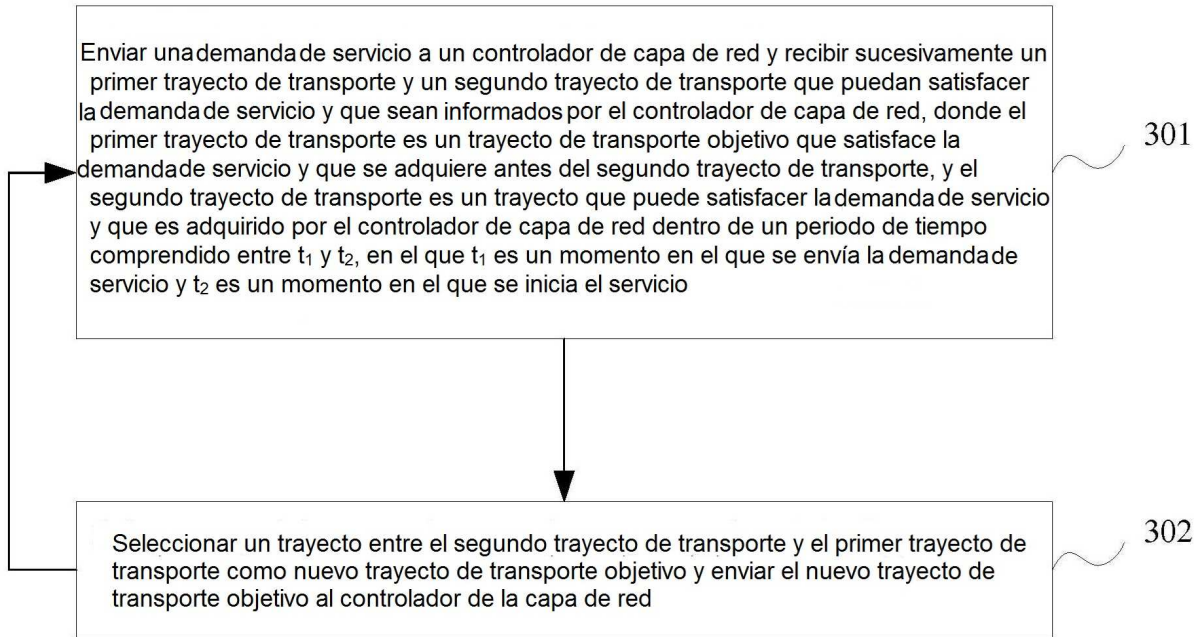 Enviar una demanda de servicio a un controlador de capa de red y recibir sucesivamente un
primer trayecto de transporte y un segundo trayecto de transporte que puedan satisfacer
la demanda de servicio y que sean informados por el controlador de capa de red, donde el
primer trayecto de transporte es un trayecto de transporte objetivo que satisface la
demanda de servicio y que se adquiere antes del segundo trayecto de transporte, y el
segundo trayecto de transporte es un trayecto que puede satisfacer la demanda de servicio
y que es adquirido por el controlador de capa de red dentro de un periodo de tiempo
comprendido entre t₁ y t₂, en el que t₁ es un momento en el que se envía la demanda de
servicio y t₂ es un momento en el que se inicia el servicio
301
Seleccionar un trayecto entre el segundo trayecto de transporte y el primer trayecto de
transporte como nuevo trayecto de transporte objetivo y enviar el nuevo trayecto de
transporte objetivo al controlador de la capa de red
302